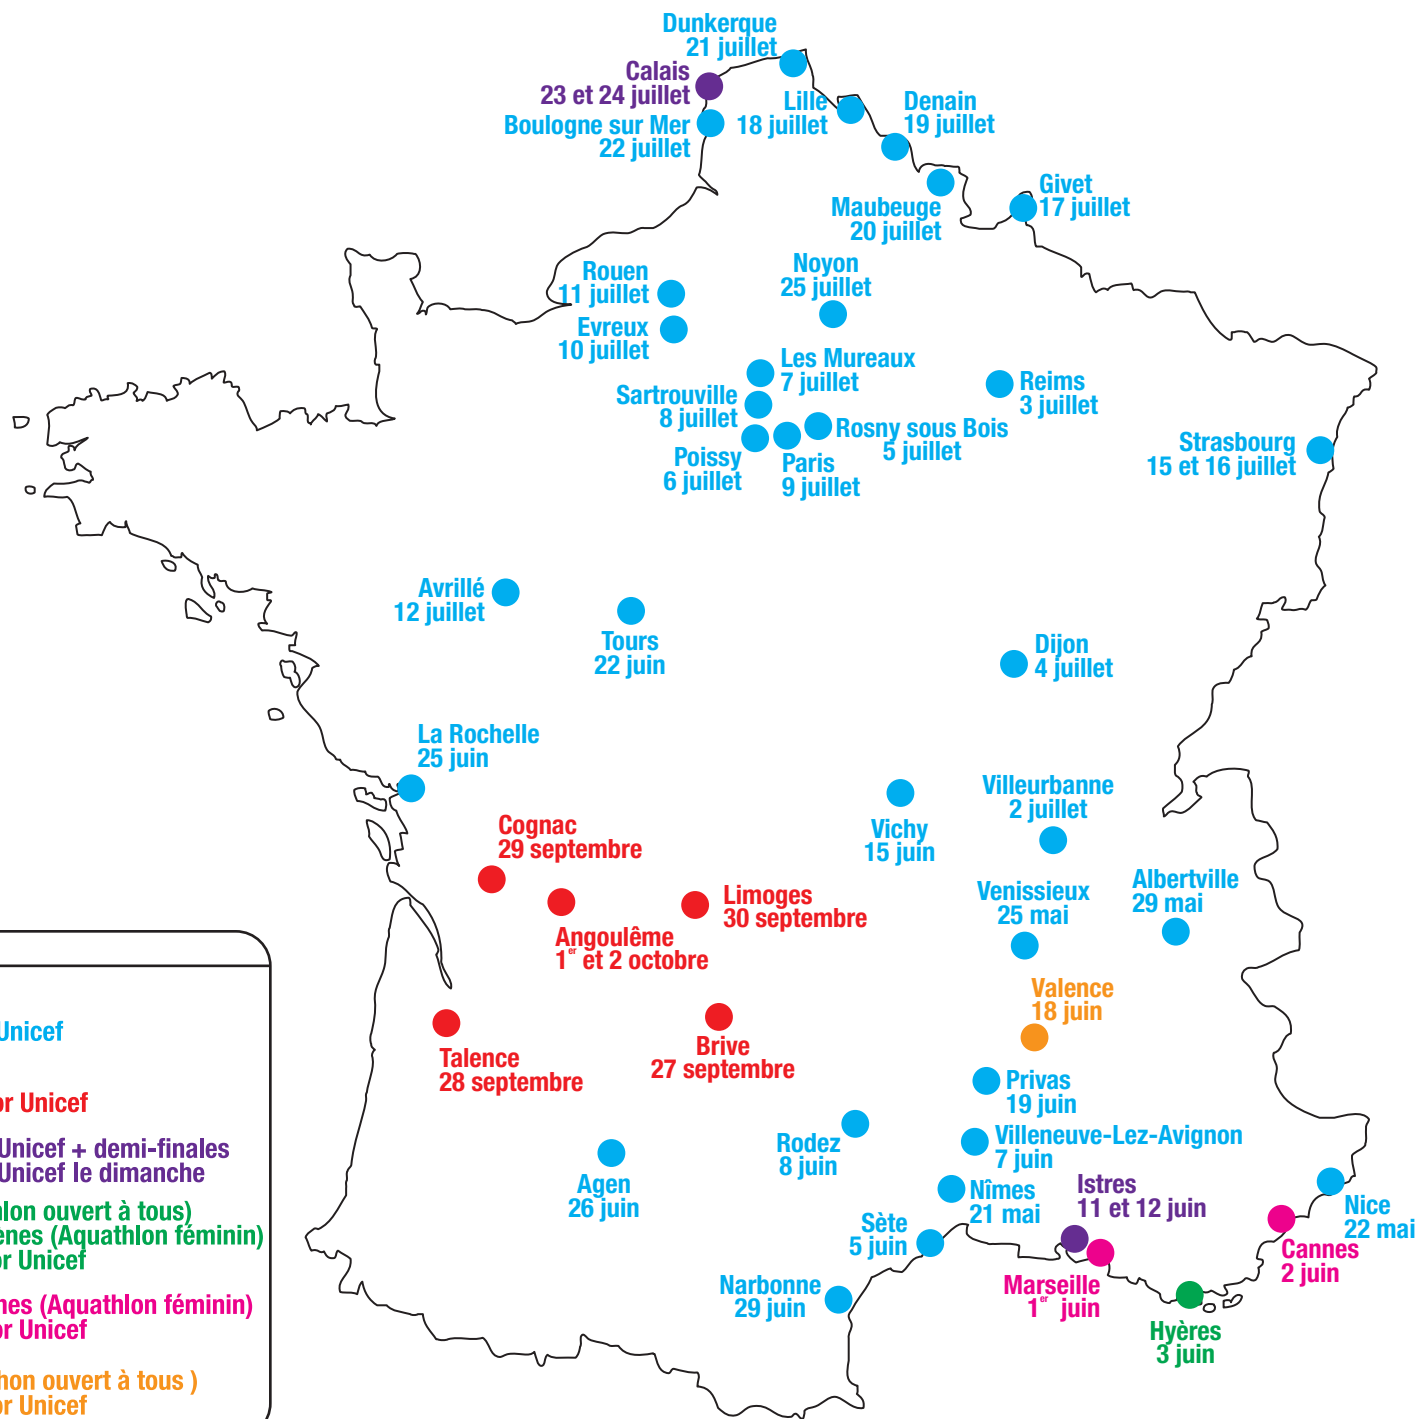 Dunkerque
21 juillet
Calais
23 et 24 juillet
Boulogne sur Mer
22 juillet
Lille
18 juillet
Denain
19 juillet
Maubeuge
20 juillet
Givet
17 juillet
Rouen
11 juillet
Evreux
10 juillet
Noyon
25 juillet
Les Mureaux
7 juillet
Sartrouville
8 juillet
Poissy
6 juillet
Paris
9 juillet
Rosny sous Bois
5 juillet
Reims
3 juillet
Strasbourg
15 et 16 juillet
Avrillé
12 juillet
Tours
22 juin
Dijon
4 juillet
La Rochelle
25 juin
Cognac
29 septembre
Angoulême
1er et 2 octobre
Limoges
30 septembre
Vichy
15 juin
Villeurbanne
2 juillet
Venissieux
25 mai
Albertville
29 mai
Valence
18 juin
Talence
28 septembre
Brive
27 septembre
Privas
19 juin
Rodez
8 juin
Villeneuve-Lez-Avignon
7 juin
Agen
26 juin
Nîmes
21 mai
Istres
11 et 12 juin
Sète
5 juin
Nice
22 mai
Cannes
2 juin
Narbonne
29 juin
Marseille
1er juin
Hyères
3 juin
Unicef
or Unicef
Unicef + demi-finales
Unicef le dimanche
lon ouvert à tous)
enes (Aquathlon féminin)
or Unicef
nes (Aquathlon féminin)
or Unicef
hon ouvert à tous )
or Unicef